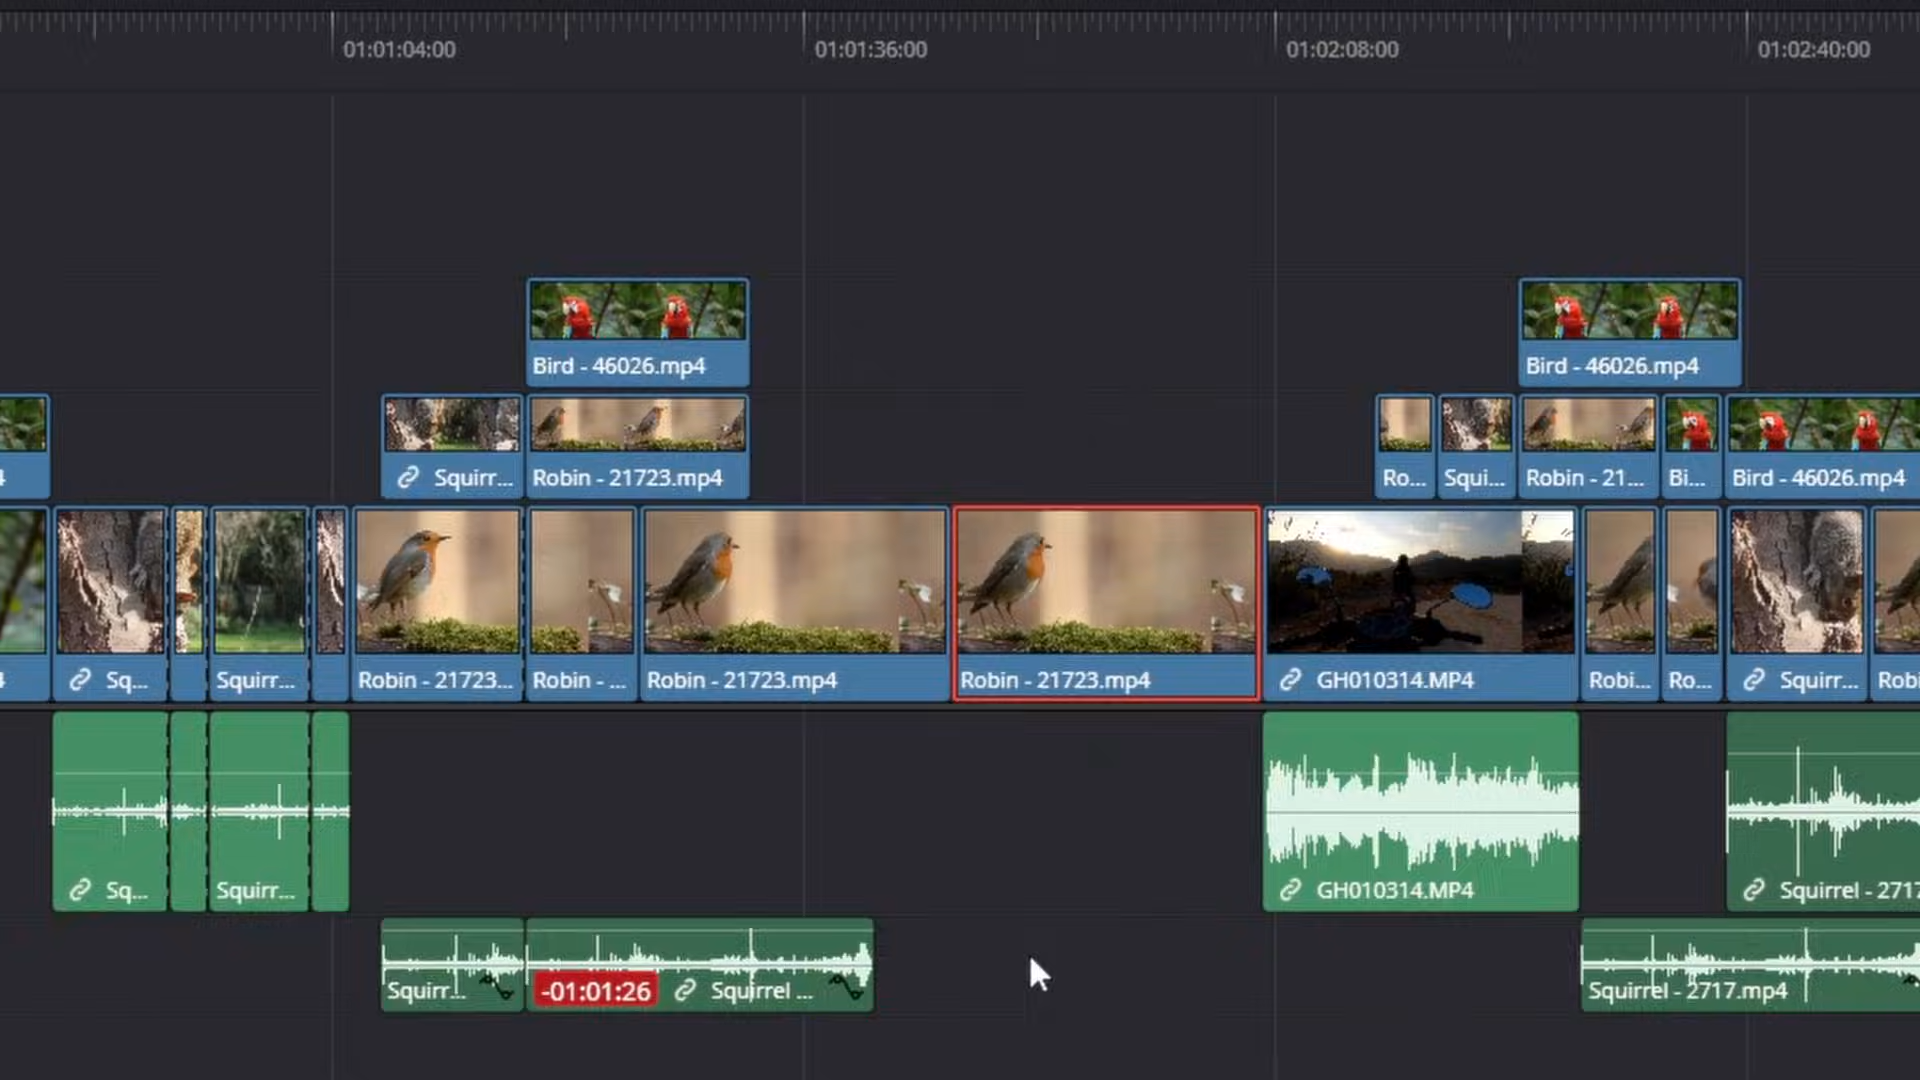 01:01:04:00 01:01:36:00 01:02:08:00 01:02:40:00
Bird - 46026.mp4 Bird - 46026.mp4
4 Squirr... Robin - 21723.mp4 Ro... Squi... Robin - 21... Bi... Bird - 46026.mp4
4 Sq... Squirr... Robin - 21723... Robin - ... Robin - 21723.mp4 Robin - 21723.mp4 GH010314.MP4 Robi... Ro... Squirr... Robi
Sq... Squirr... GH010314.MP4 Squirrel - 2717
Squirr... -01:01:26 Squirrel ... Squirrel - 2717.mp4